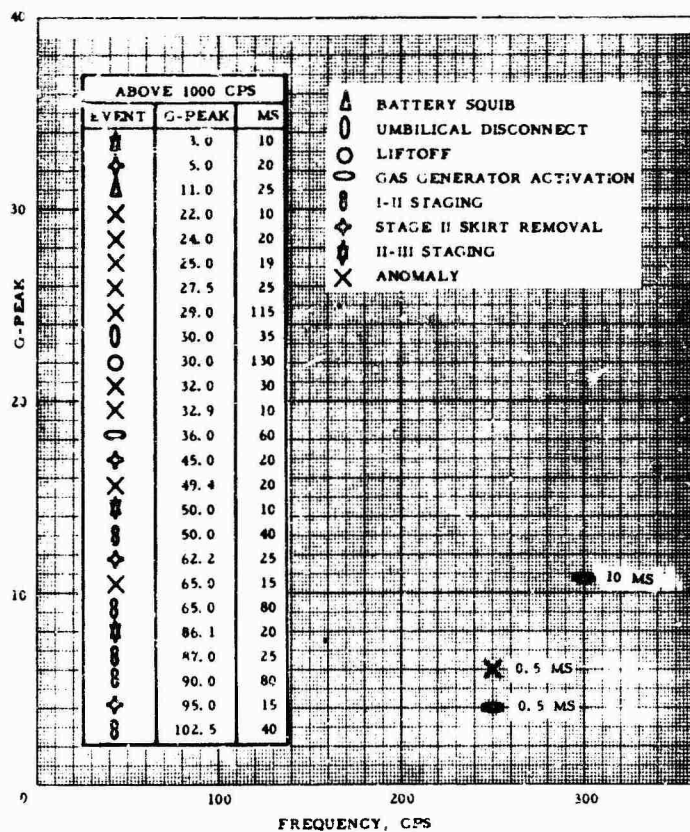 40
ABOVE 1000 CPS
EVENT G-PEAK MS
3.0 10
5.0 20
11.0 25
22.0 10
24.0 20
25.0 19
27.5 25
29.0 115
30.0 35
30.0 130
32.0 30
32.9 10
36.0 60
45.0 20
49.4 20
50.0 10
50.0 40
62.2 25
65.0 15
65.0 80
86.1 20
87.0 25
90.0 80
95.0 15
102.5 40
BATTERY SQUIB
UMBILICAL DISCONNECT
LIFTOFF
GAS GENERATOR ACTIVATION
I-II STAGING
STAGE II SKIRT REMOVAL
II-III STAGING
ANOMALY
30
G-PEAK
20
10
10 MS
0.5 MS
0.5 MS
0
0 100 200 300
FREQUENCY, CPS